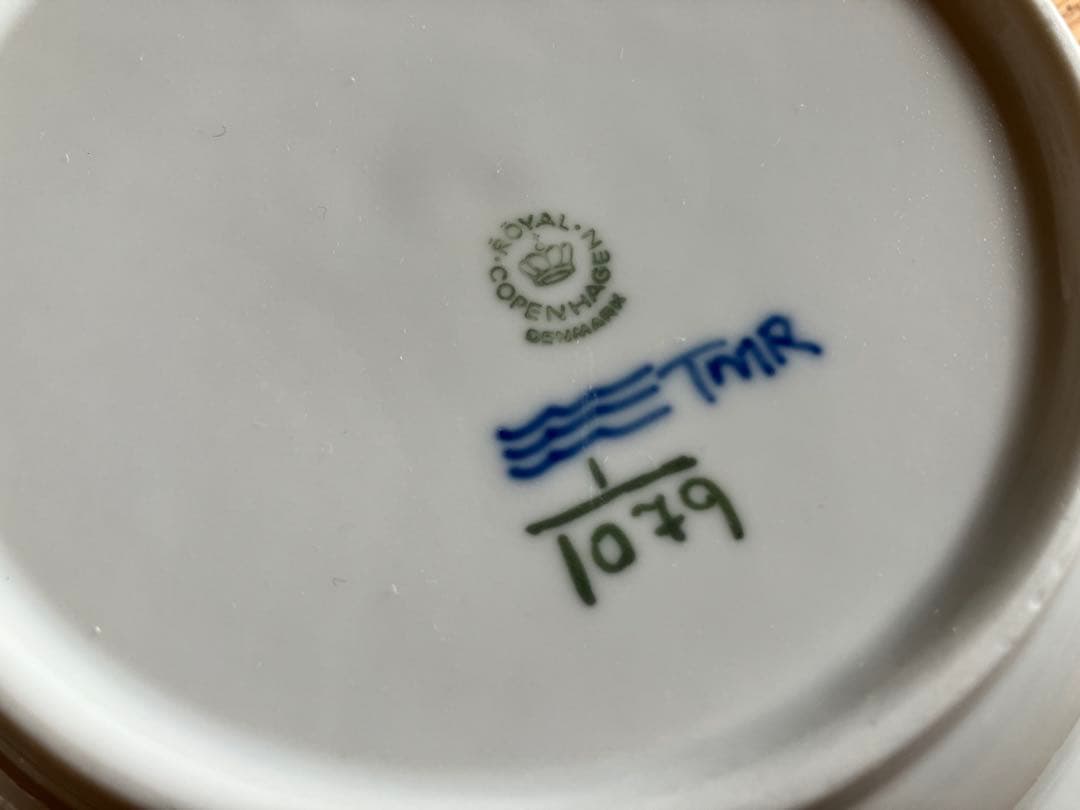 ROYAL COPENHAGEN
DENMARK
TMR
1
1079